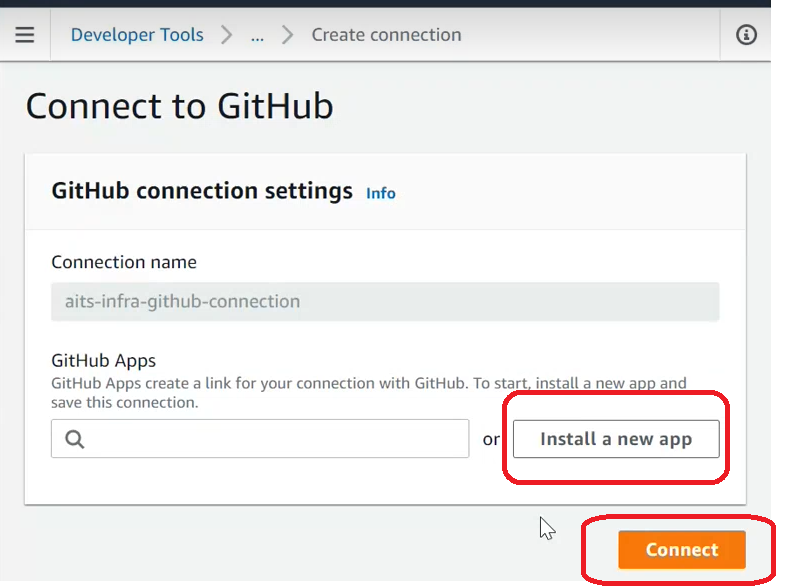 Developer Tools > ... > Create connection
Connect to GitHub
GitHub connection settings Info
Connection name
aits-infra-github-connection
GitHub Apps
GitHub Apps create a link for your connection with GitHub. To start, install a new app and
save this connection.
or Install a new app
Connect